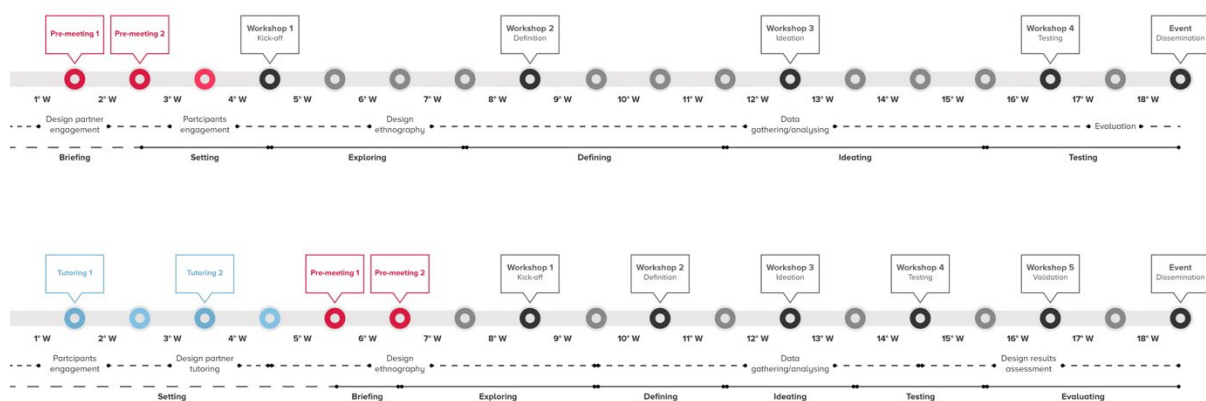 Pre-meeting 1
Pre-meeting 2
Workshop 1
Kick-off
Workshop 2
Definition
Workshop 3
Ideation
Workshop 4
Testing
Event
Dissemination
1° W 2° W 3° W 4° W 5° W 6° W 7° W 8° W 9° W 10° W 11° W 12° W 13° W 14° W 15° W 16° W 17° W 18° W
Design partner
engagement
Partcipants
engagement
Design
ethnography
Data
gathering/analysing
Evaluation
Briefing Setting Exploring Defining Ideating Testing
Tutoring 1
Tutoring 2
Pre-meeting 1
Pre-meeting 2
Workshop 1
Kick-off
Workshop 2
Definition
Workshop 3
Ideation
Workshop 4
Testing
Workshop 5
Validation
Event
Dissemination
1° W 2° W 3° W 4° W 5° W 6° W 7° W 8° W 9° W 10° W 11° W 12° W 13° W 14° W 15° W 16° W 17° W 18° W
Partcipants
engagement
Design partner
tutoring
Design
ethnography
Data
gathering/analysing
Design results
assessment
Setting Briefing Exploring Defining Ideating Testing Evaluating